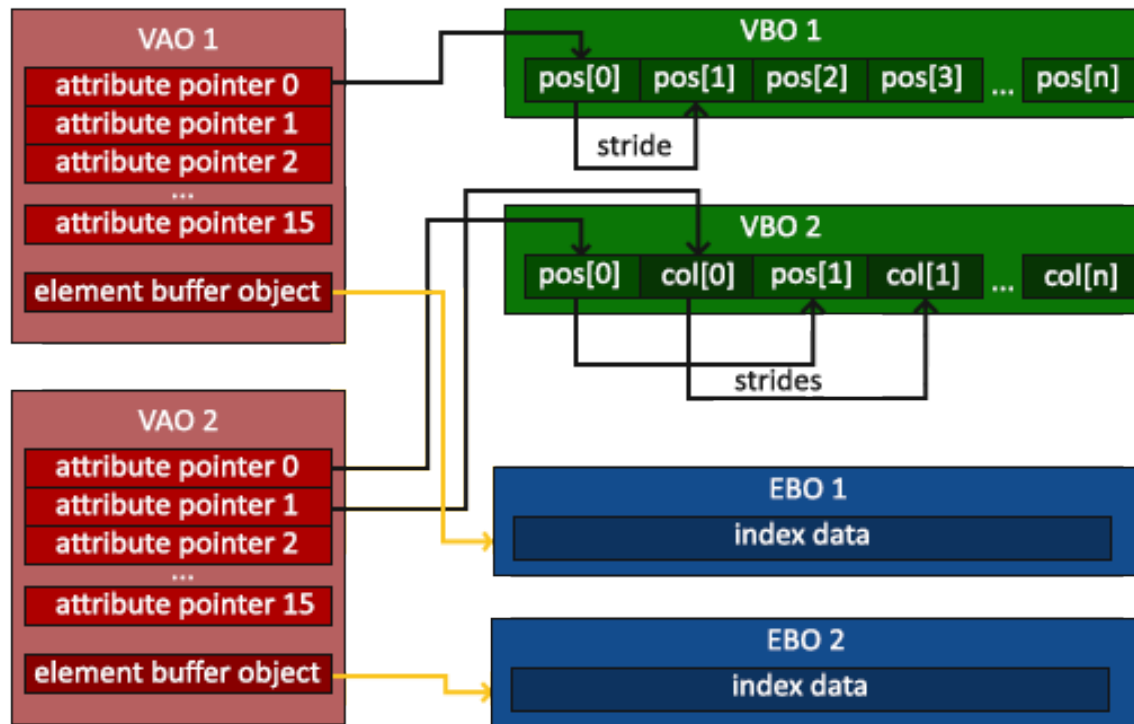 VAO 1
attribute pointer 0
attribute pointer 1
attribute pointer 2
...
attribute pointer 15
element buffer object
VAO 2
attribute pointer 0
attribute pointer 1
attribute pointer 2
...
attribute pointer 15
element buffer object
VBO 1
pos[0] pos[1] pos[2] pos[3] ... pos[n]
stride
VBO 2
pos[0] col[0] pos[1] col[1] ... col[n]
strides
EBO 1
index data
EBO 2
index data